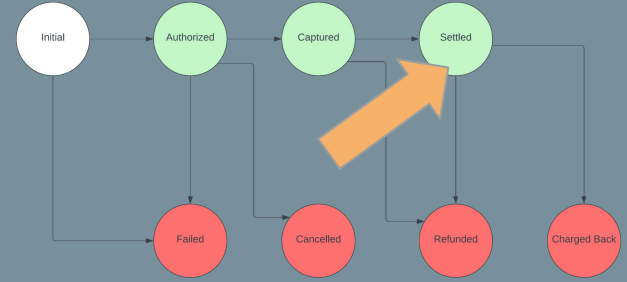 Initial
Authorized
Captured
Settled
Failed
Cancelled
Refunded
Charged Back